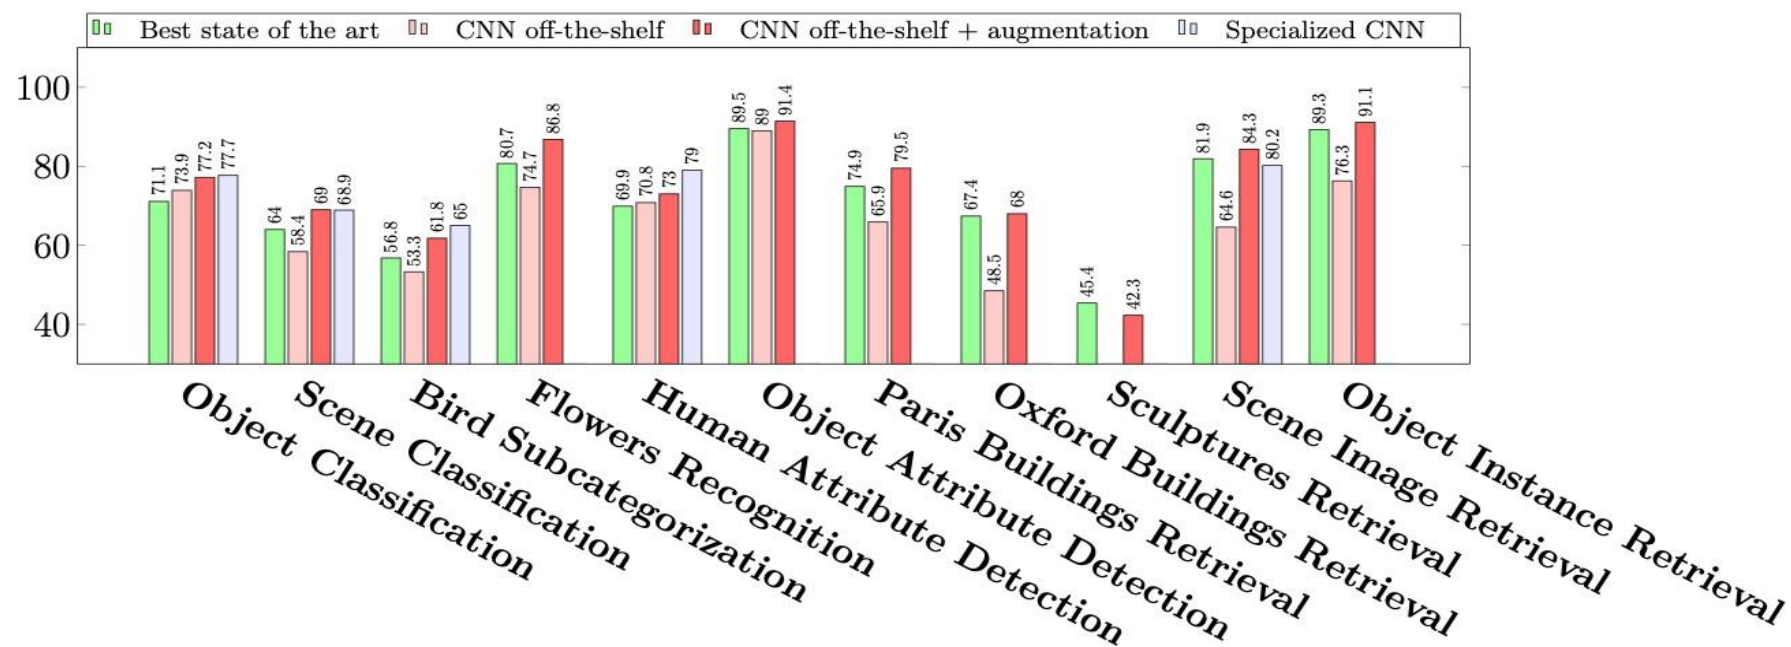 Best state of the art CNN off-the-shelf CNN off-the-shelf + augmentation Specialized CNN
100
80
60
40
71.1 73.9 77.2 77.7
64 58.4 69 68.9
56.8 53.3 61.8 65
80.7 74.7 86.8
69.9 70.8 73 79
89.5 89 91.4
74.9 65.9 79.5
67.4 48.5 68
45.4 42.3
81.9 64.6 84.3 80.2
89.3 76.3 91.1
Object Classification
Scene Classification
Bird Subcategorization
Flowers Recognition
Human Attribute Detection
Object Attribute Detection
Paris Buildings Retrieval
Oxford Buildings Retrieval
Sculptures Retrieval
Scene Image Retrieval
Object Instance Retrieval